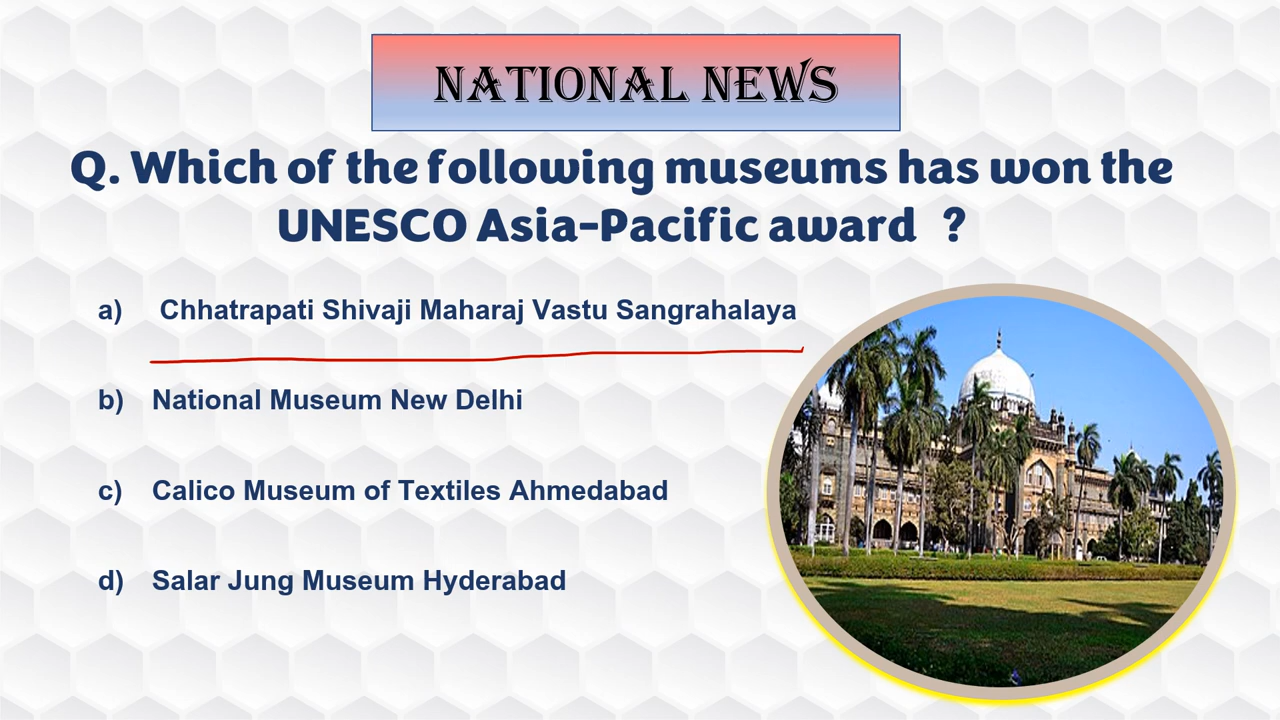 NATIONAL NEWS
Q. Which of the following museums has won the
UNESCO Asia-Pacific award ?
a) Chhatrapati Shivaji Maharaj Vastu Sangrahalaya
b) National Museum New Delhi
c) Calico Museum of Textiles Ahmedabad
d) Salar Jung Museum Hyderabad